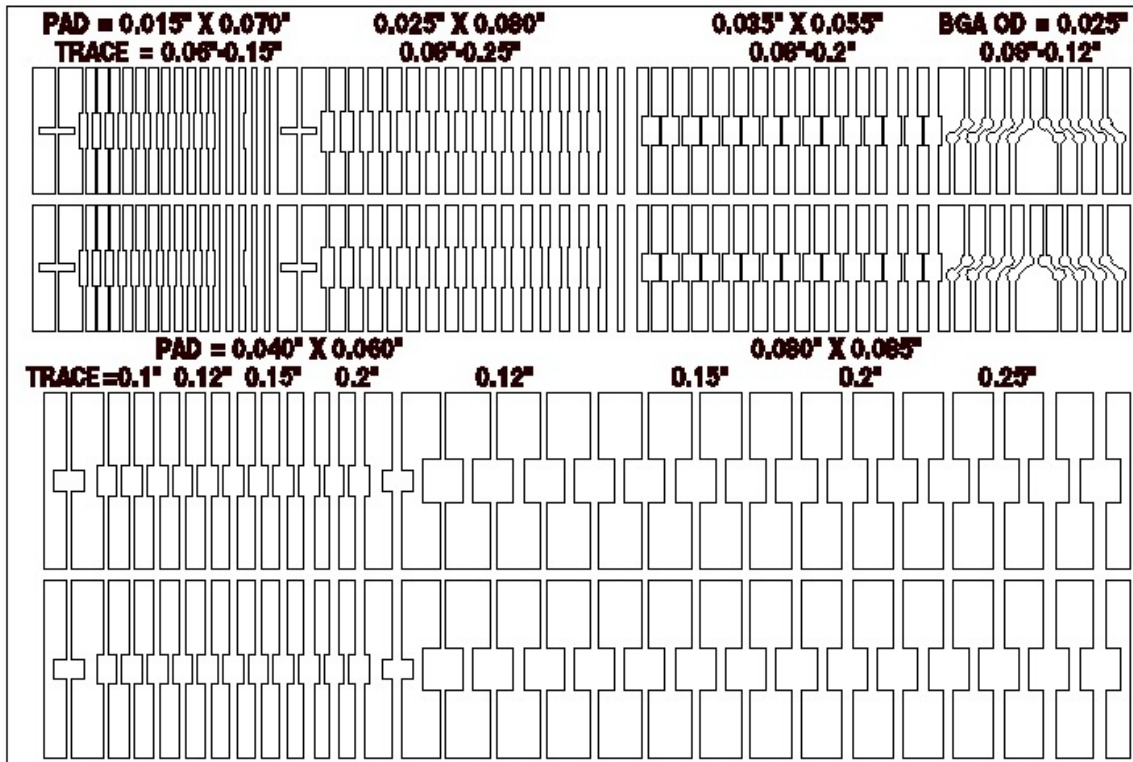 PAD = 0.015" X 0.070" 0.025" X 0.080" 0.035" X 0.055" BGA OD = 0.025"
TRACE = 0.06"-0.15" 0.08"-0.25" 0.08"-0.2" 0.08"-0.12"
PAD = 0.040" X 0.060" 0.080" X 0.085"
TRACE=0.1" 0.12" 0.15" 0.2" 0.12" 0.15" 0.2" 0.25"